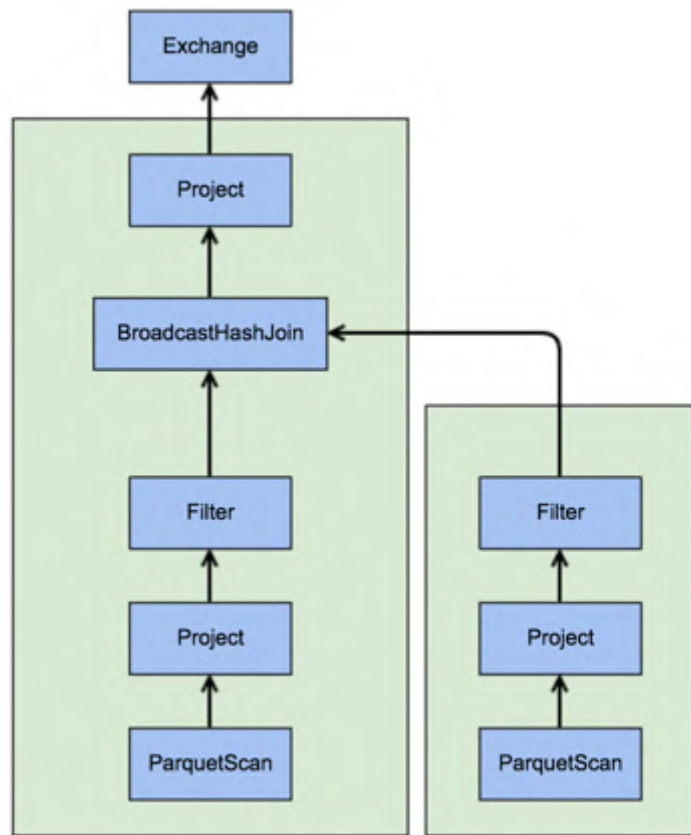 Exchange
Project
BroadcastHashJoin
Filter
Filter
Project
Project
ParquetScan
ParquetScan